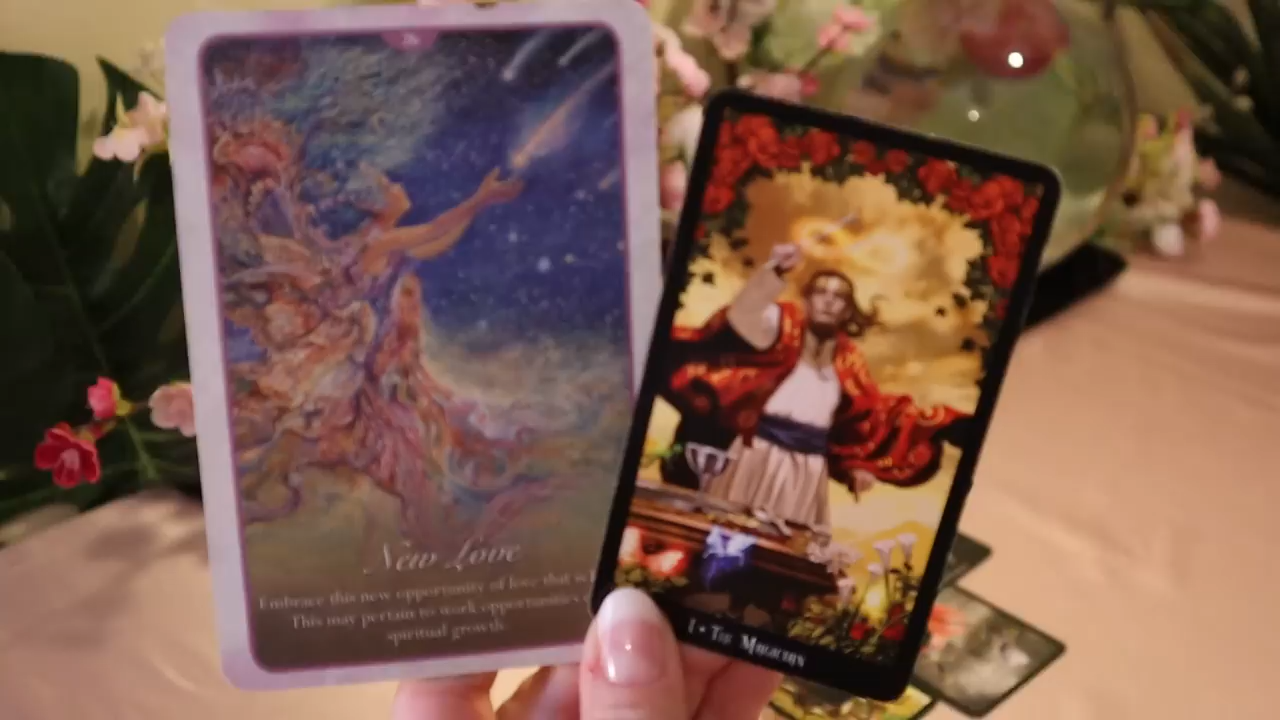 New Love
Embrace this new opportunity of love that
This may pertain to work opportunities
spiritual growth.
I • The Magician